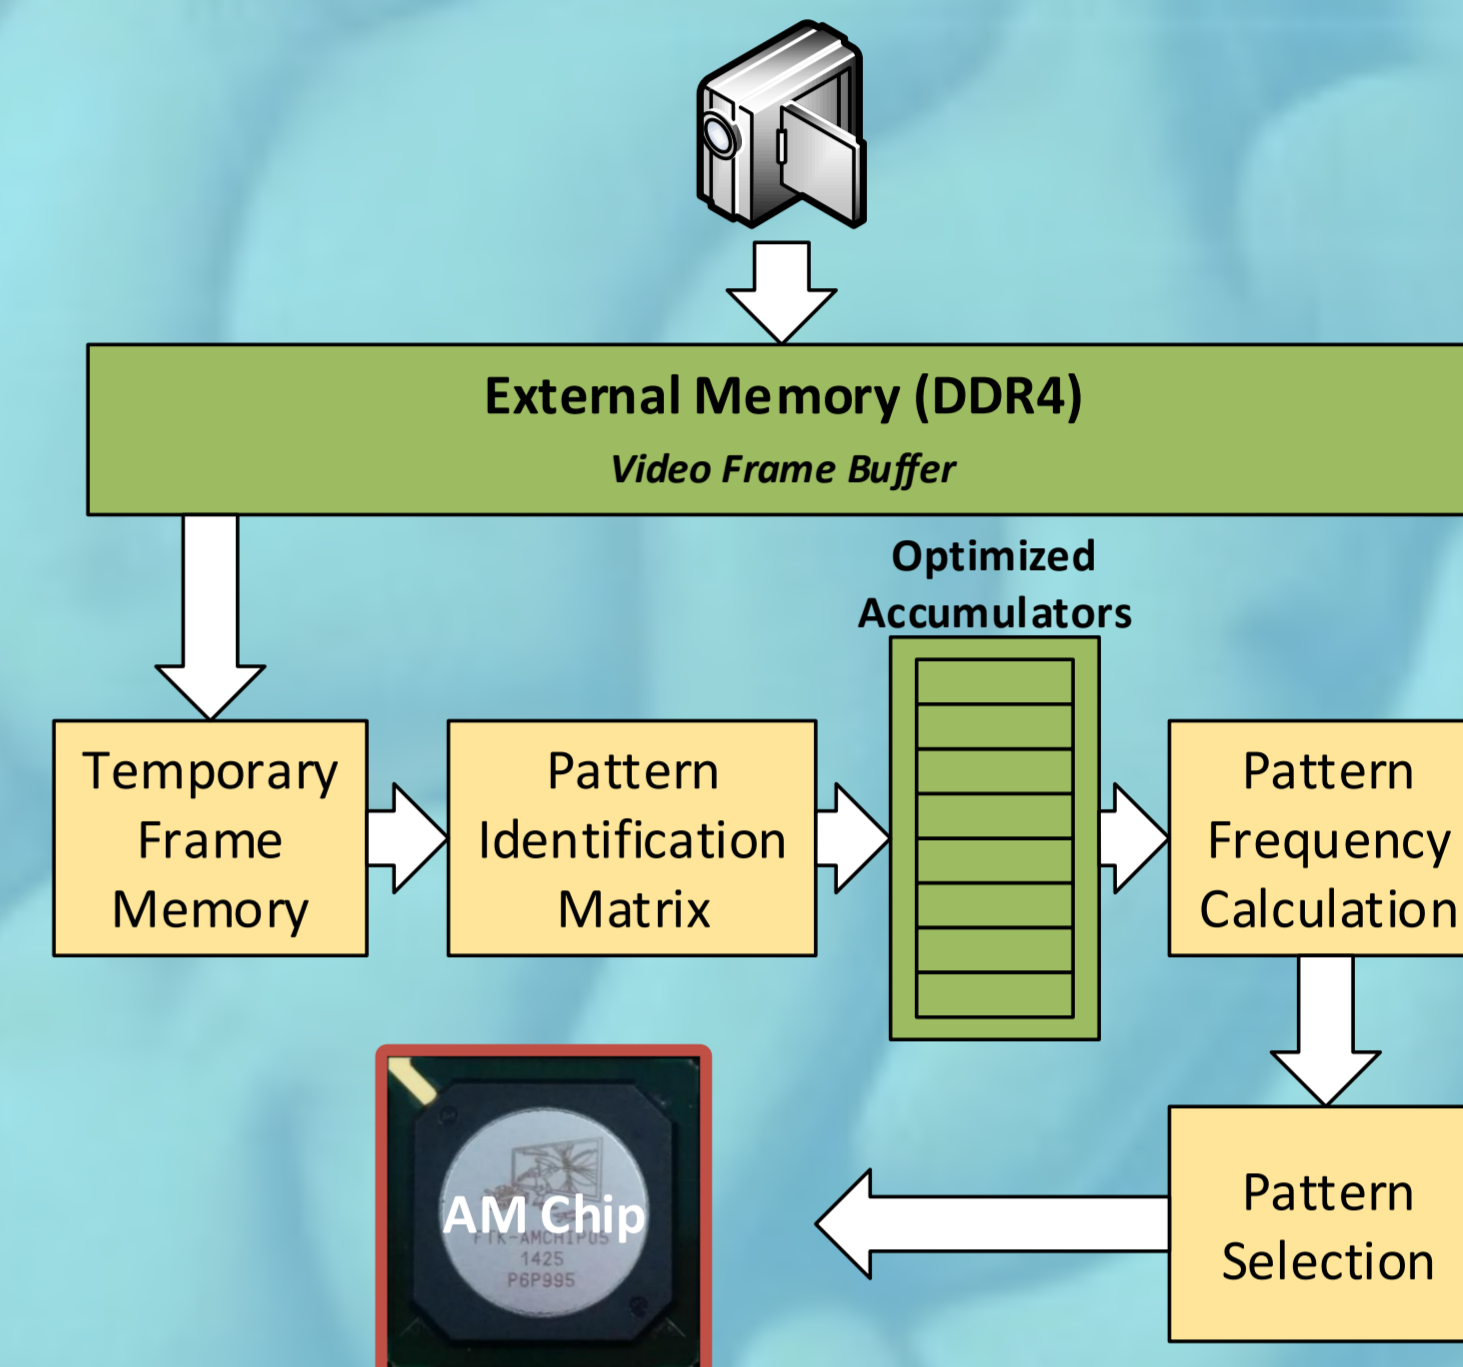 External Memory (DDR4)
Video Frame Buffer
Optimized
Accumulators
Temporary
Frame
Memory
Pattern
Identification
Matrix
Pattern
Frequency
Calculation
Pattern
Selection
AM Chip
FTK-AMCHIP05
1425
P6P995